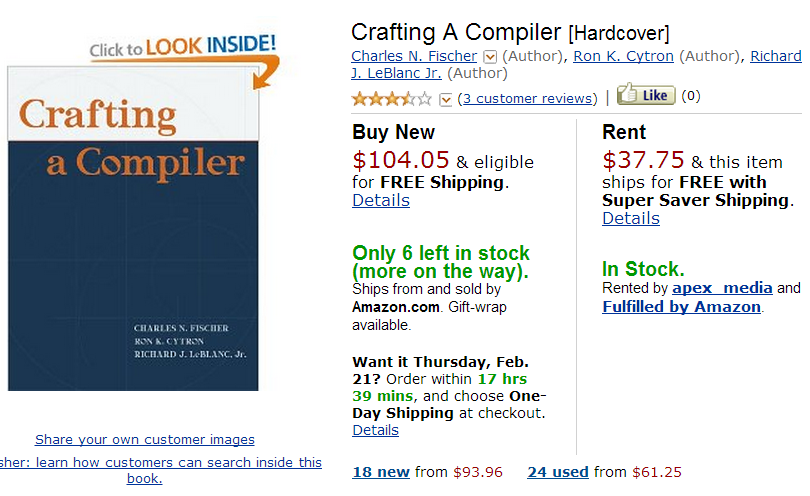 Click to LOOK INSIDE!
Crafting
a Compiler
CHARLES N. FISCHER
RON K. CYTRON
RICHARD J. LEBLANC, Jr.
Share your own customer images
sher: learn how customers can search inside this
book.
Crafting A Compiler [Hardcover]
Charles N. Fischer (Author), Ron K. Cytron (Author), Richard
J. LeBlanc Jr. (Author)
(3 customer reviews) | Like (0)
Buy New
$104.05 & eligible
for FREE Shipping.
Details
Only 6 left in stock
(more on the way).
Ships from and sold by
Amazon.com. Gift-wrap
available.
Want it Thursday, Feb.
21? Order within 17 hrs
39 mins, and choose One-
Day Shipping at checkout.
Details
Rent
$37.75 & this item
ships for FREE with
Super Saver Shipping.
Details
In Stock.
Rented by apex_media and
Fulfilled by Amazon.
18 new from $93.96 24 used from $61.25